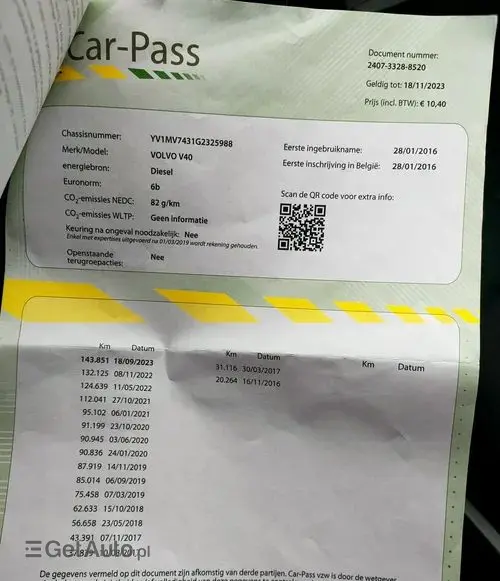 Car-Pass
Document nummer:
2407-3328-8520
Geldig tot: 18/11/2023
Prijs (incl. BTW): € 10,40
Chassisnummer: YV1MV7431G2325988
Merk/Model: VOLVO V40
energiebron: Diesel
Euronorm: 6b
CO₂-emissies NEDC: 82 g/km
CO₂-emissies WLTP: Geen informatie
Keuring na ongeval noodzakelijk: Nee
Enkel met expertises uitgevoerd na 01/03/2019 wordt rekening gehouden.
Openstaande
terugroepacties: Nee
Eerste ingebruikname: 28/01/2016
Eerste inschrijving in België: 28/01/2016
Scan de QR code voor extra info:
Km Datum
143.851 18/09/2023
132.125 08/11/2022
124.639 11/05/2022
112.041 27/10/2021
95.102 06/01/2021
91.199 23/10/2020
90.945 03/06/2020
90.836 24/01/2020
87.919 14/11/2019
85.014 06/09/2019
75.458 07/03/2019
62.633 15/10/2018
56.658 23/05/2018
43.391 07/11/2017
Km Datum
31.116 30/03/2017
20.264 16/11/2016
Km Datum
GetAuto.pl
De gegevens vermeld op dit document zijn afkomstig van derde partijen. Car-Pass vzw is door de wetgever